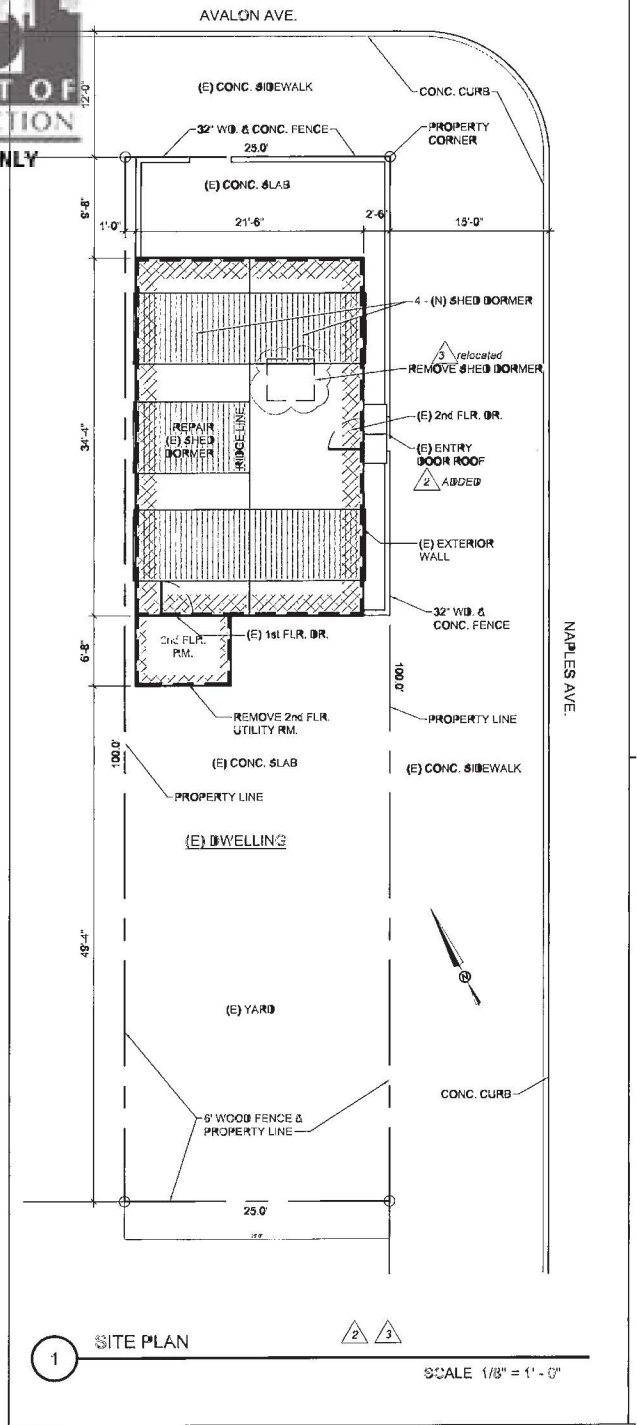 AVALON AVE.
T OF
CTION
NLY
12'-0"
(E) CONC. SIDEWALK
CONC. CURB
32" WD. & CONC. FENCE
PROPERTY
CORNER
25.0'
(E) CONC. SLAB
1'-0"
21'-6"
2'-6"
15'-0"
4 - (N) SHED DORMER
3 relocated
REMOVE SHED DORMER
34'-4"
REPAIR
(E) SHED
DORMER
RIDGE LINE
(E) 2nd FLR. DR.
(E) ENTRY
DOOR ROOF
2 ADDED
(E) EXTERIOR
WALL
32" WD. &
CONC. FENCE
NAPLES AVE.
6'-8"
2nd FLR.
RM.
(E) 1st FLR. DR.
100.0'
REMOVE 2nd FLR.
UTILITY RM.
PROPERTY LINE
100.0'
(E) CONC. SLAB
(E) CONC. SIDEWALK
PROPERTY LINE
(E) DWELLING
49'-4"
N
(E) YARD
CONC. CURB
6' WOOD FENCE &
PROPERTY LINE
25.0'
1 SITE PLAN
2 3
SCALE 1/8" = 1' - 0"